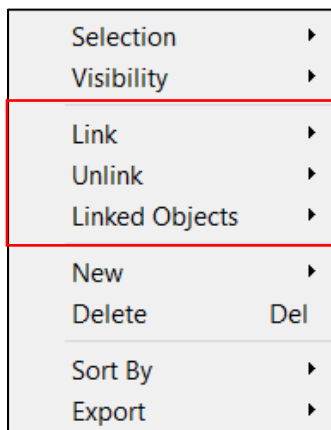 Selection
Visibility
Link
Unlink
Linked Objects
New
Delete Del
Sort By
Export